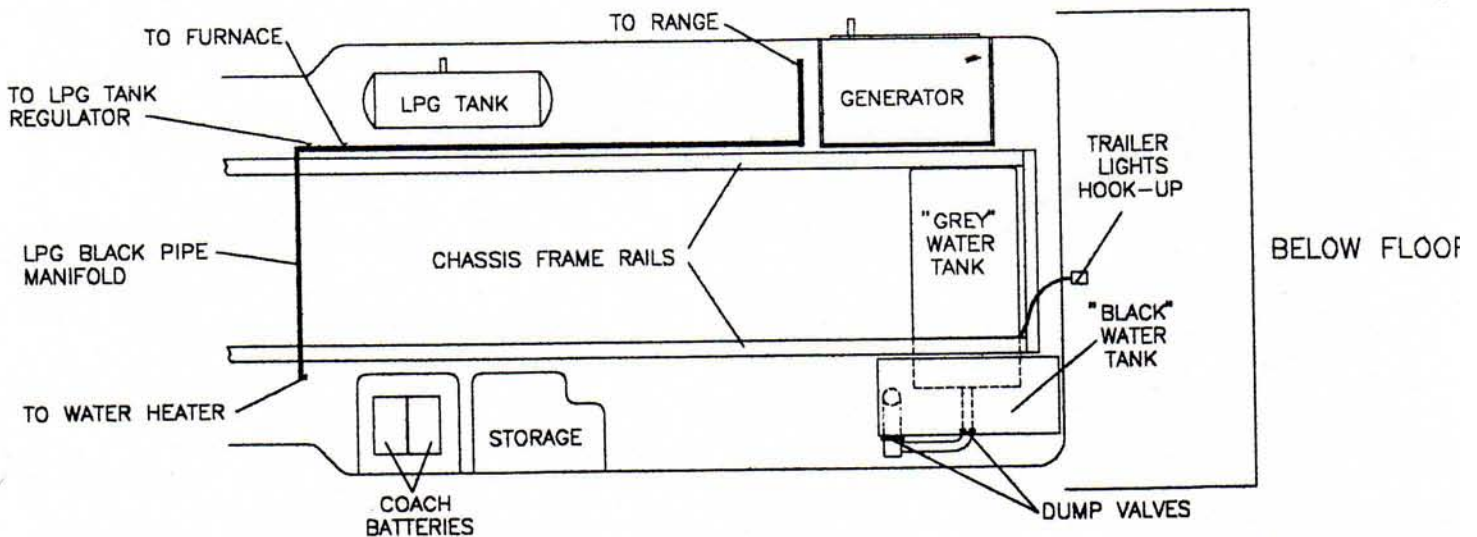 TO RANGE
TO FURNACE
TO LPG TANK
REGULATOR
LPG TANK
GENERATOR
TRAILER
LIGHTS
HOOK-UP
"GREY"
WATER
TANK
LPG BLACK PIPE
MANIFOLD
CHASSIS FRAME RAILS
BELOW FLOOR
"BLACK"
WATER
TANK
TO WATER HEATER
STORAGE
COACH
BATTERIES
DUMP VALVES